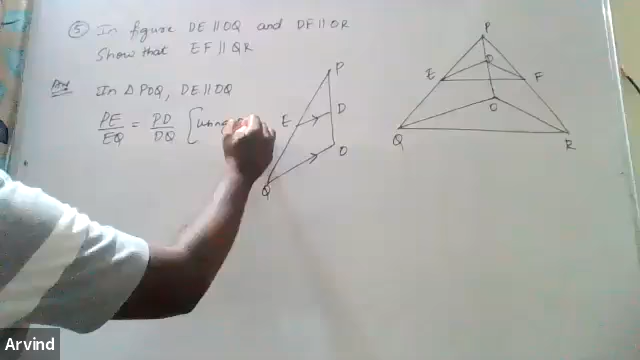 ⑤ In figure DE || OQ and DF || OR
Show that EF || QR
Ans
In △ POQ, DE || OQ
PE/EQ = PD/DQ [using
P
E
D
O
Q
P
E
D
F
O
Q
R
Arvind